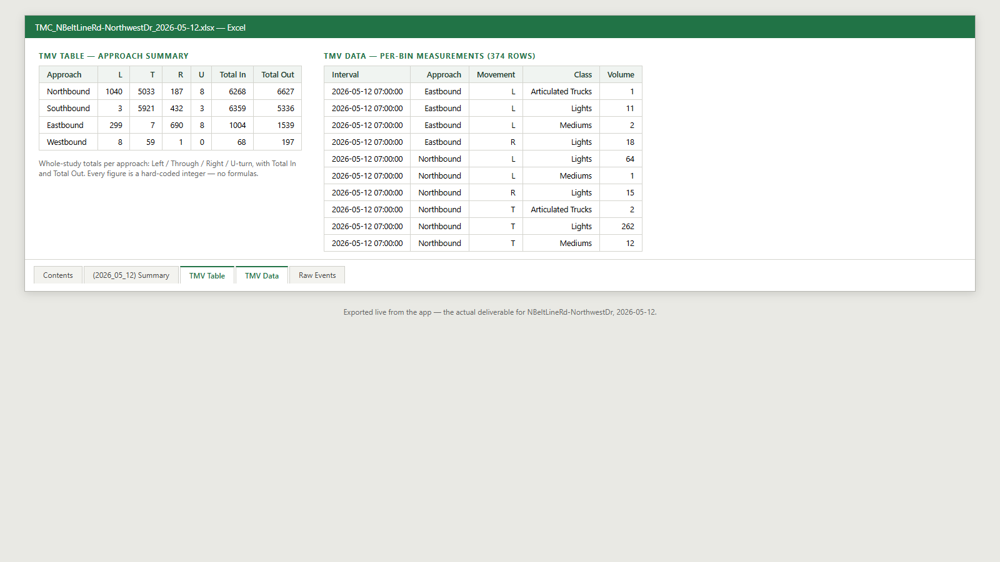 TMC_NBeltLineRd-NorthwestDr_2026-05-12.xlsx — Excel
TMV TABLE — APPROACH SUMMARY
Approach L T R U Total In Total Out
Northbound 1040 5033 187 8 6268 6627
Southbound 3 5921 432 3 6359 5336
Eastbound 299 7 690 8 1004 1539
Westbound 8 59 1 0 68 197
Whole-study totals per approach: Left / Through / Right / U-turn, with Total In
and Total Out. Every figure is a hard-coded integer — no formulas.
TMV DATA — PER-BIN MEASUREMENTS (374 ROWS)
Interval Approach Movement Class Volume
2026-05-12 07:00:00 Eastbound L Articulated Trucks 1
2026-05-12 07:00:00 Eastbound L Lights 11
2026-05-12 07:00:00 Eastbound L Mediums 2
2026-05-12 07:00:00 Eastbound R Lights 18
2026-05-12 07:00:00 Northbound L Lights 64
2026-05-12 07:00:00 Northbound L Mediums 1
2026-05-12 07:00:00 Northbound R Lights 15
2026-05-12 07:00:00 Northbound T Articulated Trucks 2
2026-05-12 07:00:00 Northbound T Lights 262
2026-05-12 07:00:00 Northbound T Mediums 12
Contents (2026_05_12) Summary TMV Table TMV Data Raw Events
Exported live from the app — the actual deliverable for NBeltLineRd-NorthwestDr, 2026-05-12.